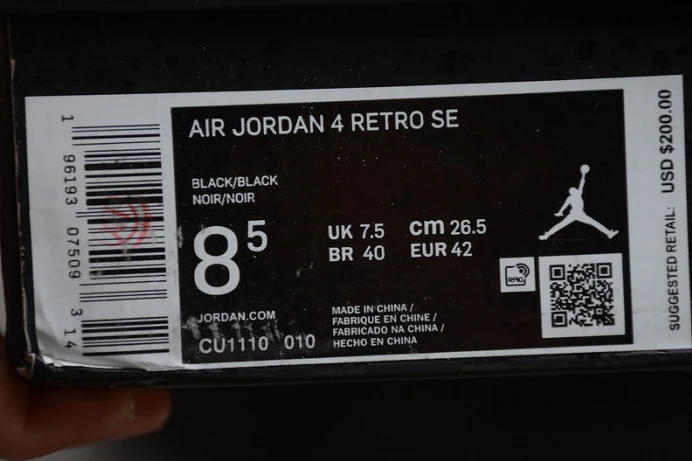 AIR JORDAN 4 RETRO SE
BLACK/BLACK
NOIR/NOIR
8 5
UK 7.5 cm 26.5
BR 40 EUR 42
RFID
JORDAN.COM
CU1110 010
MADE IN CHINA /
FABRIQUE EN CHINE /
FABRICADO NA CHINA /
HECHO EN CHINA
1 96193 07509 3 14
SUGGESTED RETAIL: USD $200.00